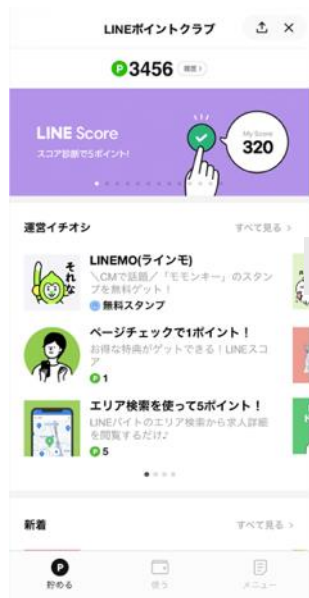 LINEポイントクラブ
P 3456 履歴 >
LINE Score
スコア診断で5ポイント!
My Score
320
運営イチオシ
すべて見る >
それな
LINEMO(ラインモ)
＼CMで話題／「モモンキー」のスタン
プを無料ゲット！
無料スタンプ
ページチェックで1ポイント！
お得な特典がゲットできる！LINEスコ
ア
P 1
エリア検索を使って5ポイント！
LINEバイトのエリア検索から求人詳細
を閲覧するだけ♪
P 5
新着
すべて見る >
P
貯める
使う
メニュー